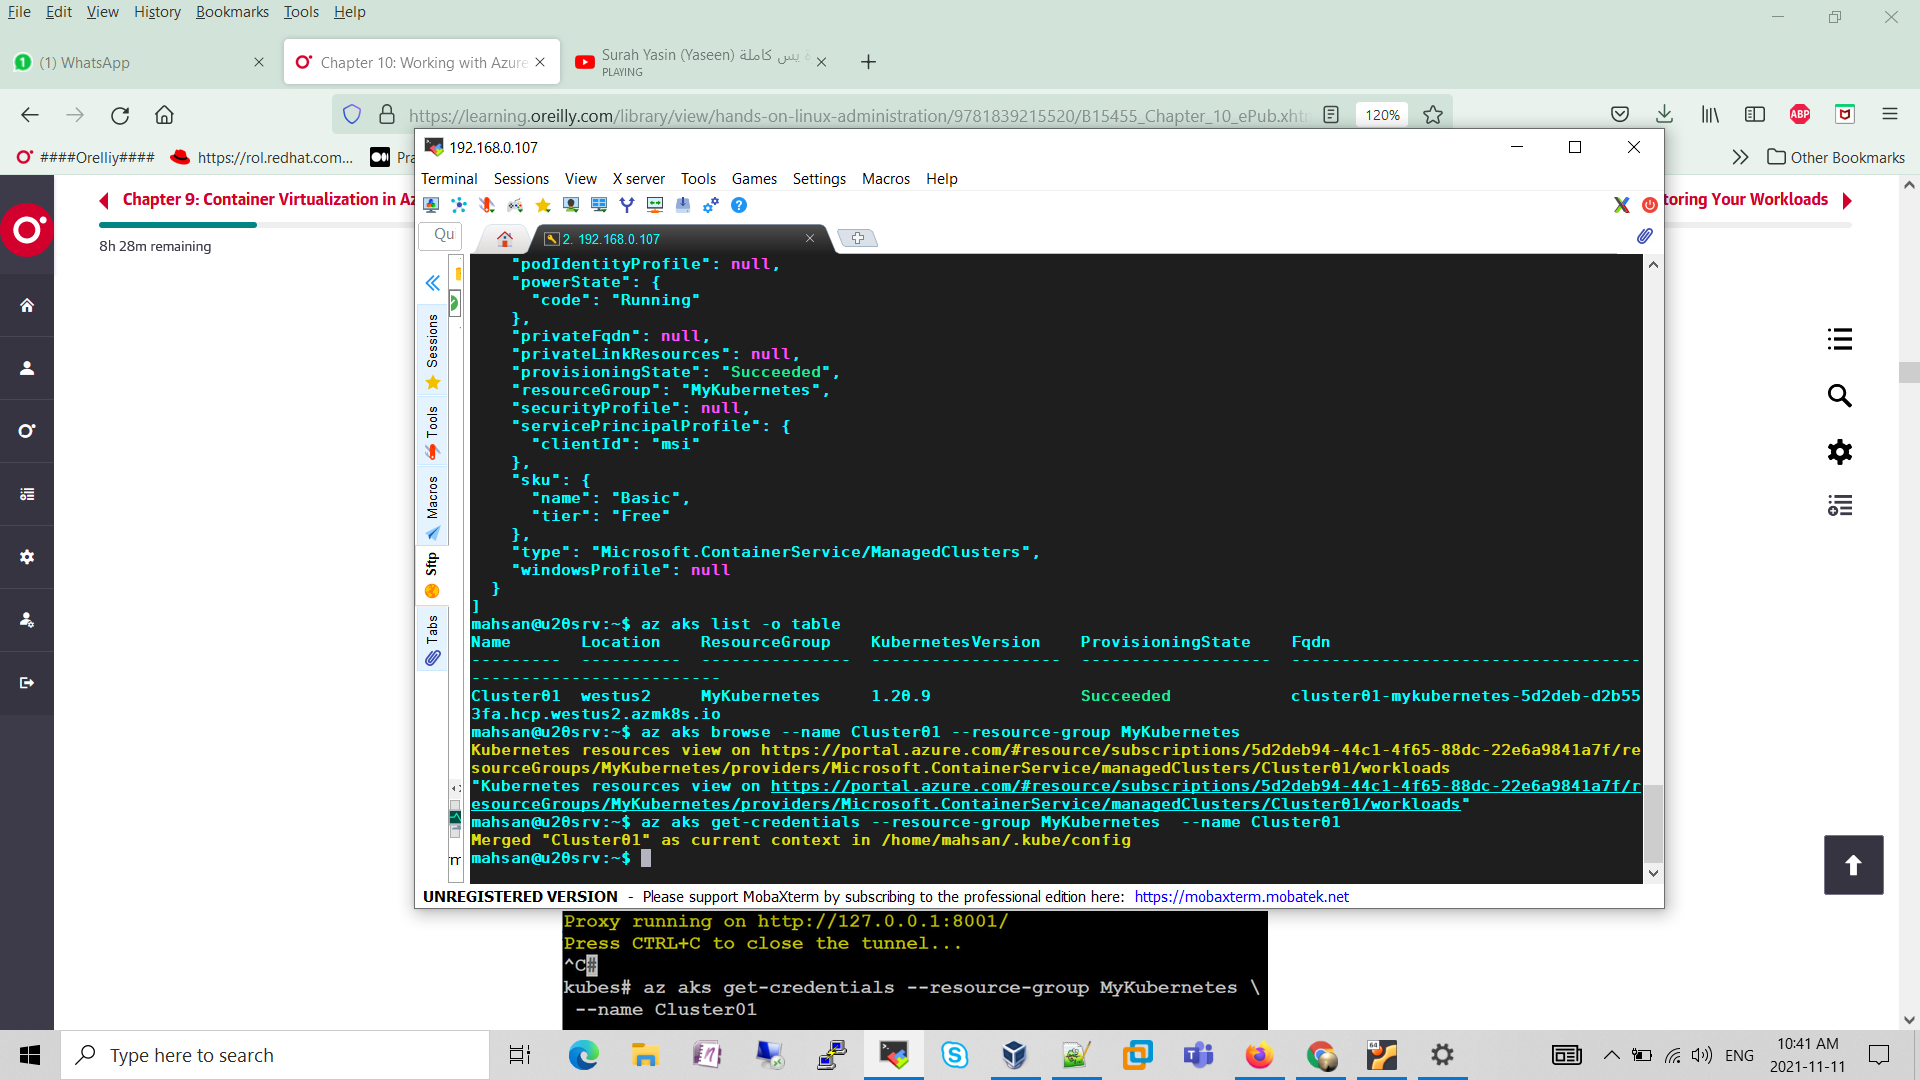 File Edit View History Bookmarks Tools Help
(1) WhatsApp
Chapter 10: Working with Azure
Surah Yasin (Yaseen) ة يس كاملة
PLAYING
https://learning.oreilly.com/library/view/hands-on-linux-administration/9781839215520/B15455_Chapter_10_ePub.xhtm
120%
ABP
####Orelliy####
https://rol.redhat.com...
Pra
Other Bookmarks
192.168.0.107
Terminal Sessions View X server Tools Games Settings Macros Help
Chapter 9: Container Virtualization in Az
toring Your Workloads
8h 28m remaining
Qui
2. 192.168.0.107
Sessions
Tools
Macros
Sftp
Tabs
"podIdentityProfile": null,
"powerState": {
"code": "Running"
},
"privateFqdn": null,
"privateLinkResources": null,
"provisioningState": "Succeeded",
"resourceGroup": "MyKubernetes",
"securityProfile": null,
"servicePrincipalProfile": {
"clientId": "msi"
},
"sku": {
"name": "Basic",
"tier": "Free"
},
"type": "Microsoft.ContainerService/ManagedClusters",
"windowsProfile": null
}
]
mahsan@u20srv:~$ az aks list -o table
Name Location ResourceGroup KubernetesVersion ProvisioningState Fqdn
--------- ---------- --------------- ------------------- ------------------- -----------------------------------
-------------------------
Cluster01 westus2 MyKubernetes 1.20.9 Succeeded cluster01-mykubernetes-5d2deb-d2b55
3fa.hcp.westus2.azmk8s.io
mahsan@u20srv:~$ az aks browse --name Cluster01 --resource-group MyKubernetes
Kubernetes resources view on https://portal.azure.com/#resource/subscriptions/5d2deb94-44c1-4f65-88dc-22e6a9841a7f/re
sourceGroups/MyKubernetes/providers/Microsoft.ContainerService/managedClusters/Cluster01/workloads
"Kubernetes resources view on https://portal.azure.com/#resource/subscriptions/5d2deb94-44c1-4f65-88dc-22e6a9841a7f/r
esourceGroups/MyKubernetes/providers/Microsoft.ContainerService/managedClusters/Cluster01/workloads"
mahsan@u20srv:~$ az aks get-credentials --resource-group MyKubernetes --name Cluster01
Merged "Cluster01" as current context in /home/mahsan/.kube/config
mahsan@u20srv:~$
UNREGISTERED VERSION - Please support MobaXterm by subscribing to the professional edition here: https://mobaxterm.mobatek.net
Proxy running on http://127.0.0.1:8001/
Press CTRL+C to close the tunnel...
^C#
kubes# az aks get-credentials --resource-group MyKubernetes \
--name Cluster01
Type here to search
ENG
10:41 AM
2021-11-11